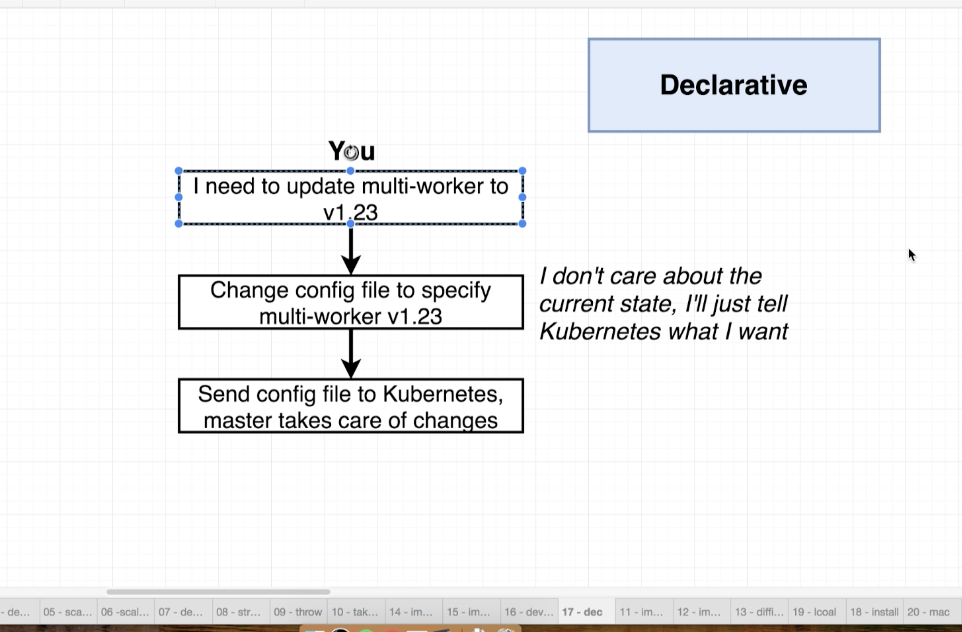 Declarative
You
I need to update multi-worker to
v1.23
Change config file to specify
multi-worker v1.23
I don't care about the
current state, I'll just tell
Kubernetes what I want
Send config file to Kubernetes,
master takes care of changes
- de... 05 - sca... 06 -scal... 07 - de... 08 - str... 09 - throw 10 - tak... 14 - im... 15 - im... 16 - dev... 17 - dec 11 - im... 12 - im... 13 - diffi... 19 - lcoal 18 - install 20 - mac